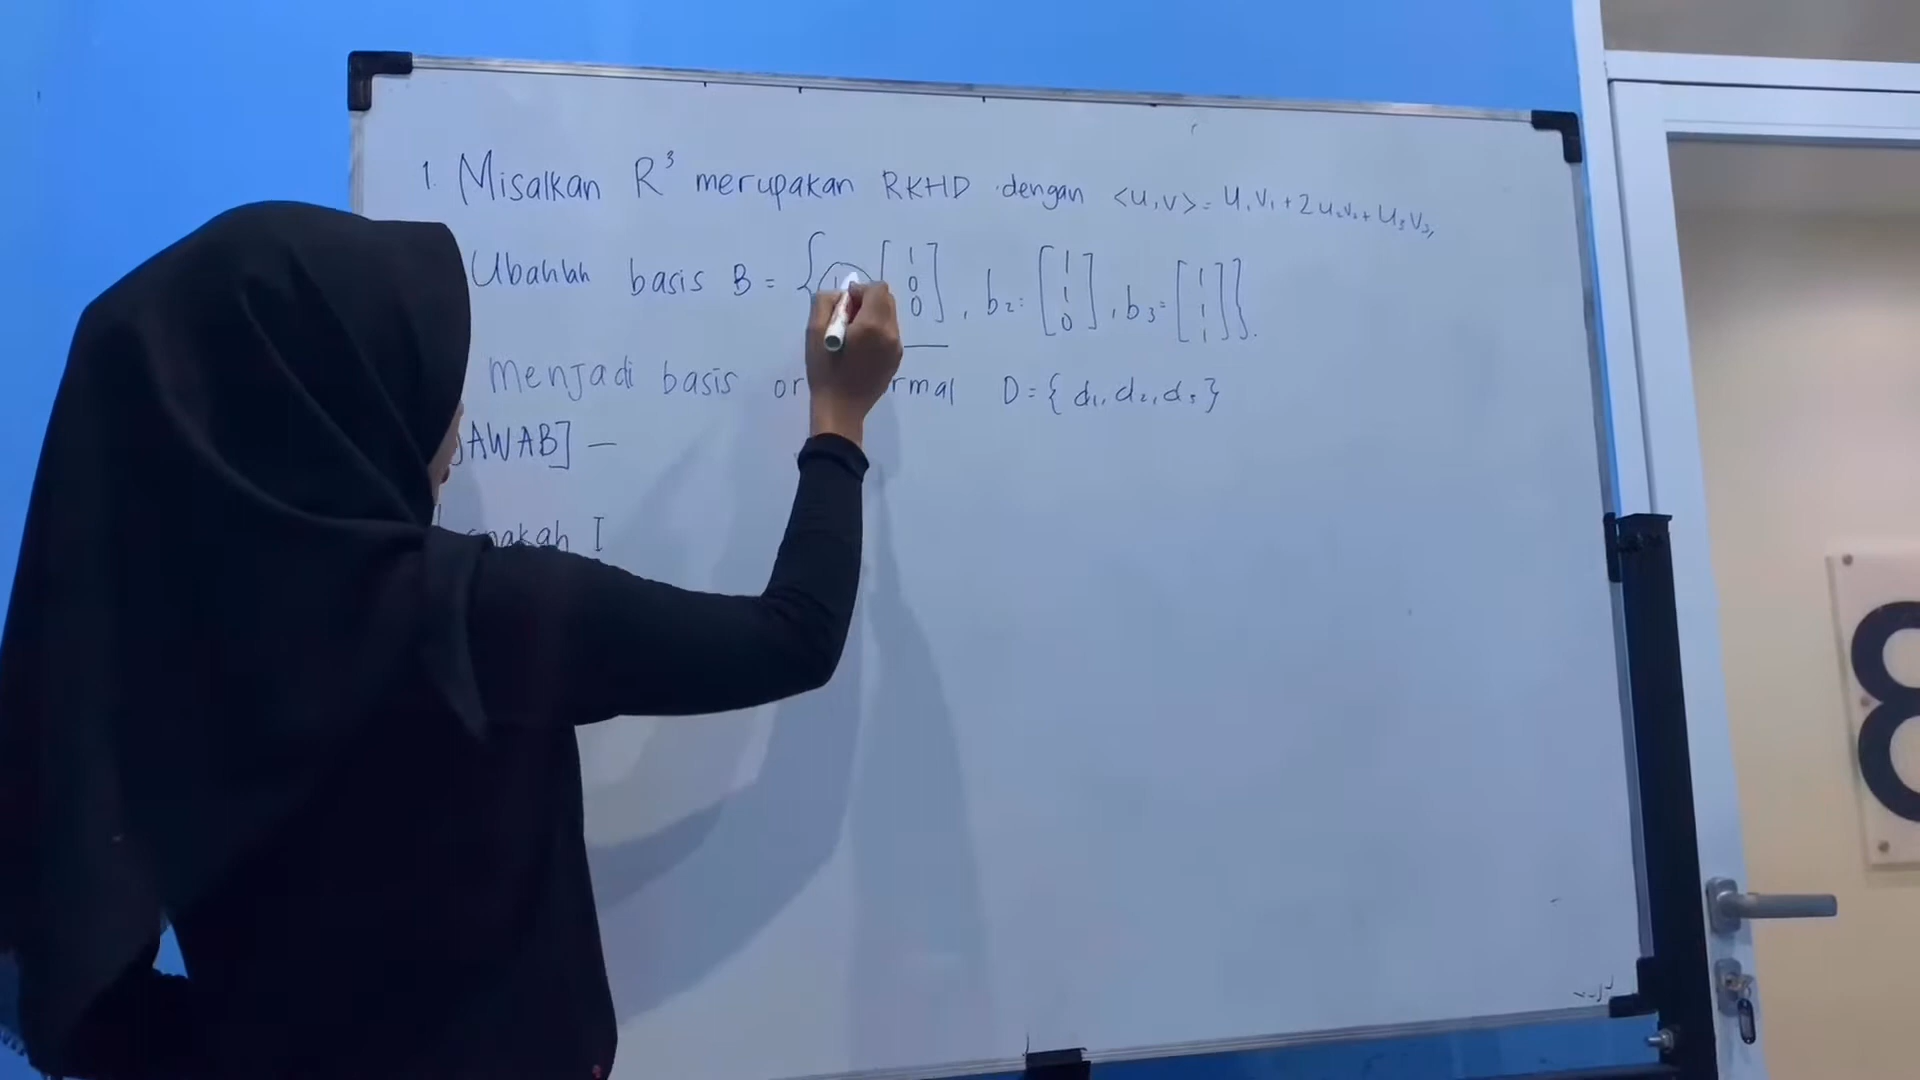 1. Misalkan R³ merupakan RKHD dengan <u,v> = u₁v₁ + 2u₂v₂ + u₃v₃,
Ubahlah basis B = { [1 0 0], b₂ = [1 1 0], b₃ = [1 1 1] }.
menjadi basis D = { d₁, d₂, d₃ }
JAWAB] —
I
8